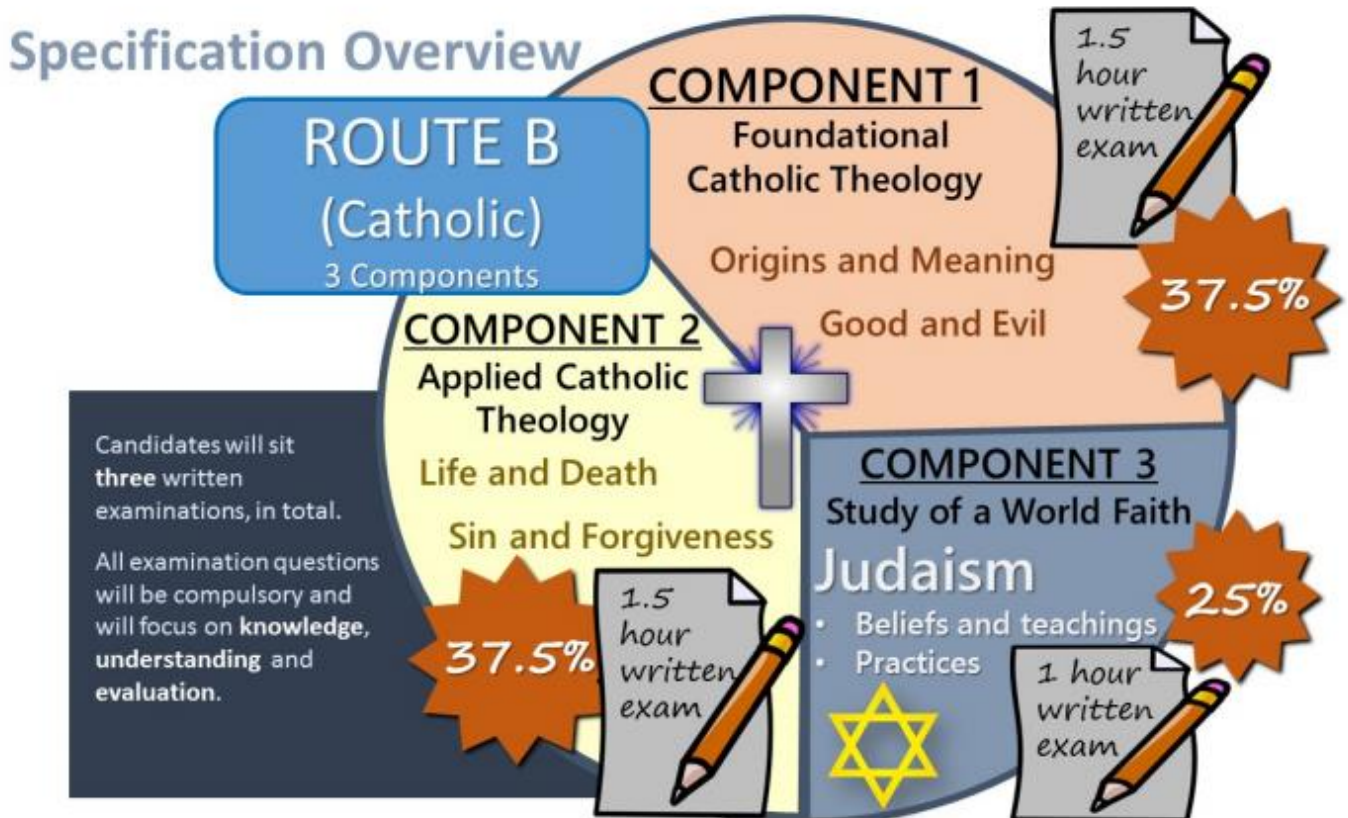 Specification Overview
ROUTE B
(Catholic)
3 Components
COMPONENT 1
Foundational
Catholic Theology
Origins and Meaning
Good and Evil
1.5
hour
written
exam
37.5%
COMPONENT 2
Applied Catholic
Theology
Life and Death
Sin and Forgiveness
37.5%
1.5
hour
written
exam
COMPONENT 3
Study of a World Faith
Judaism
• Beliefs and teachings
• Practices
25%
1 hour
written
exam
Candidates will sit
three written
examinations, in total.
All examination questions
will be compulsory and
will focus on knowledge,
understanding and
evaluation.